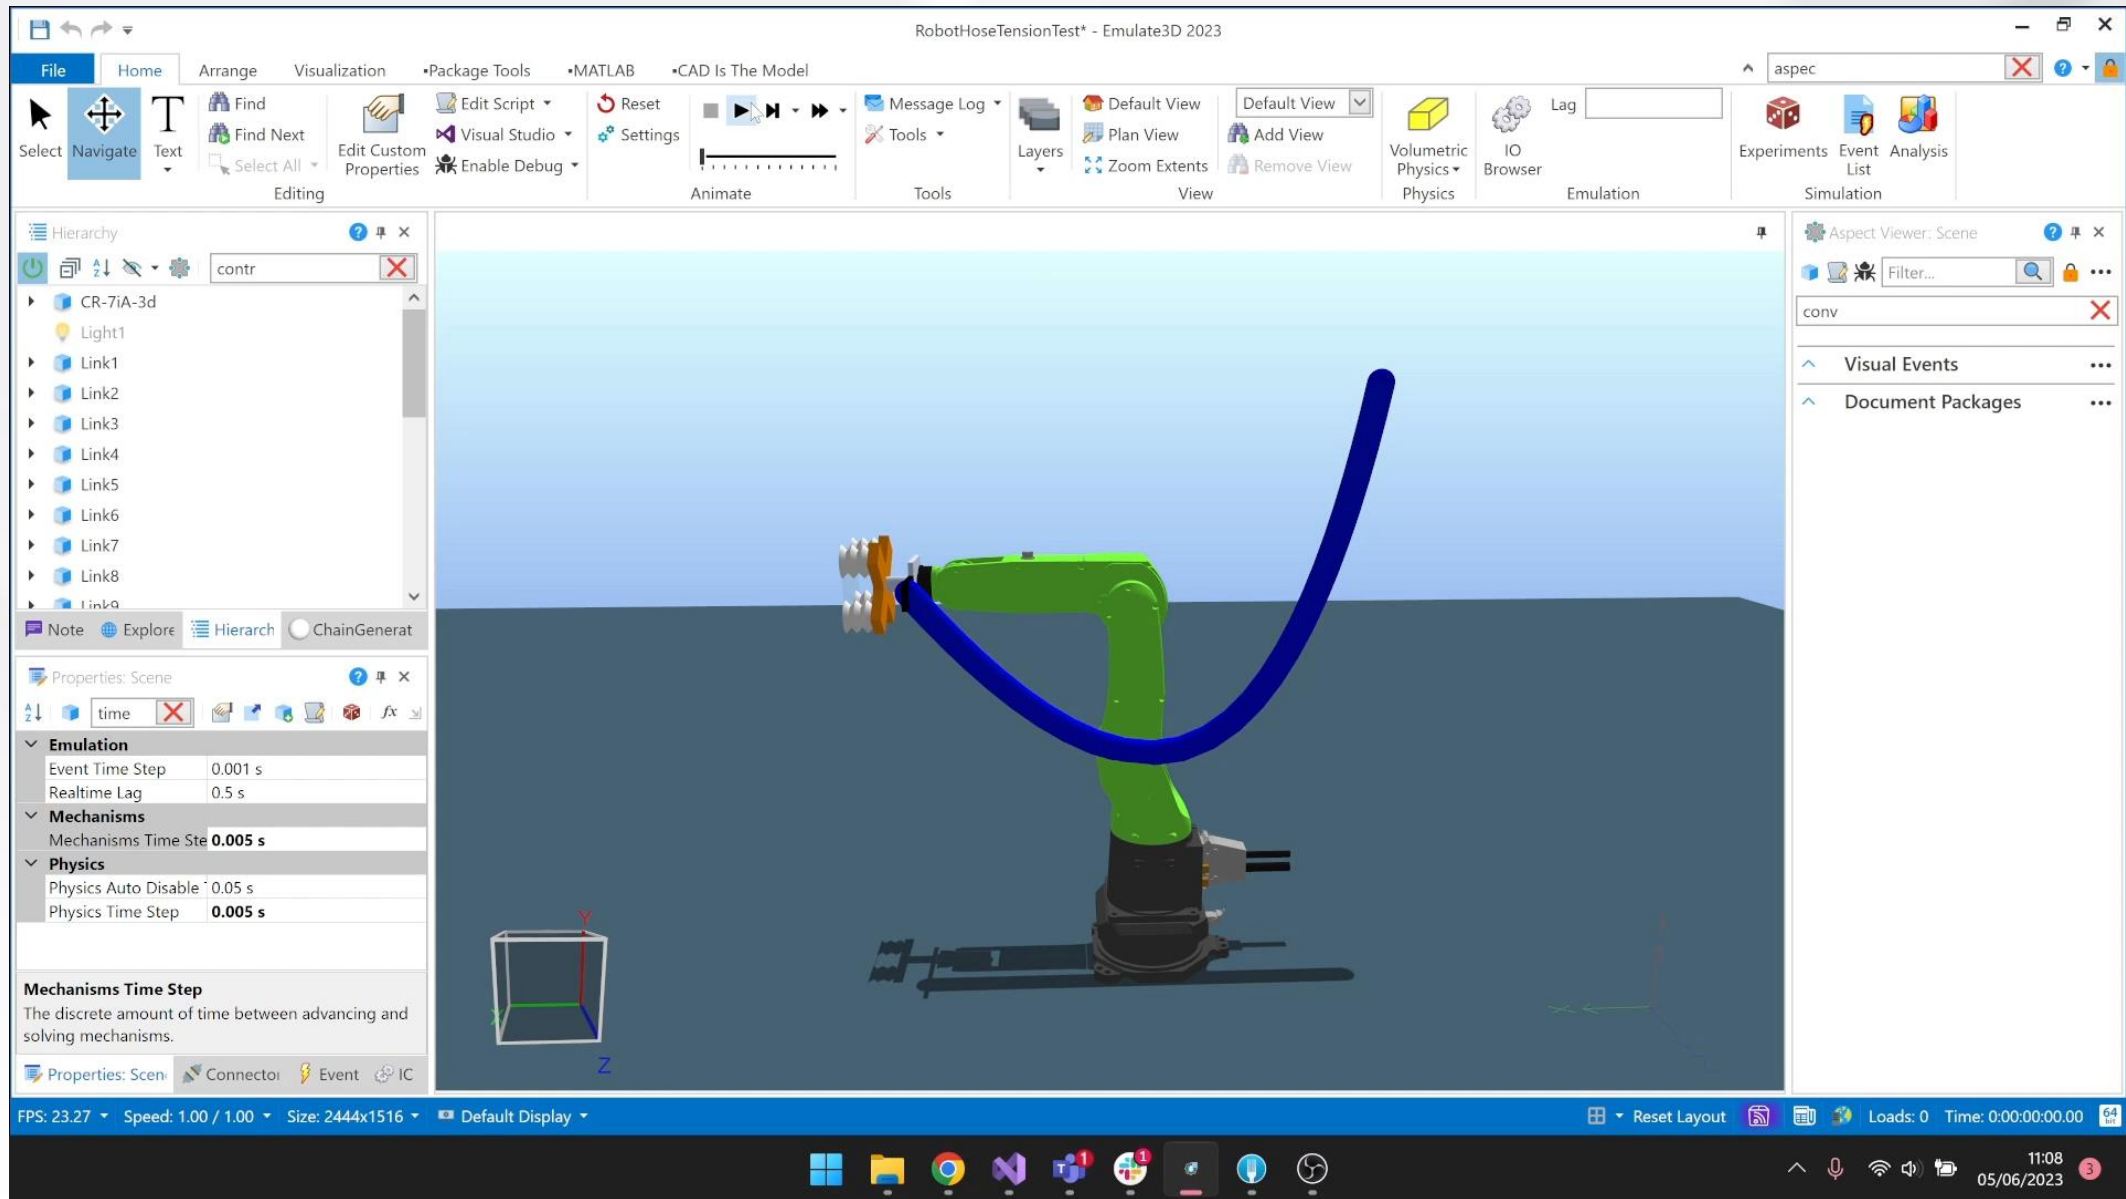 RobotHoseTensionTest* - Emulate3D 2023
File Home Arrange Visualization ▪Package Tools ▪MATLAB ▪CAD Is The Model aspec
Select Navigate Text
Find
Find Next
Select All
Edit Custom Properties
Edit Script
Visual Studio
Enable Debug
Editing
Reset
Settings
Animate
Message Log
Tools
Tools
Layers
Default View
Plan View
Zoom Extents
Default View
Add View
Remove View
View
Volumetric Physics
Physics
IO Browser
Lag
Emulation
Experiments
Event List
Analysis
Simulation
Hierarchy
contr
CR-7iA-3d
Light1
Link1
Link2
Link3
Link4
Link5
Link6
Link7
Link8
Link9
Note Explore Hierarch ChainGenerat
Properties: Scene
time fx
Emulation
Event Time Step 0.001 s
Realtime Lag 0.5 s
Mechanisms
Mechanisms Time Ste 0.005 s
Physics
Physics Auto Disable 0.05 s
Physics Time Step 0.005 s
Mechanisms Time Step
The discrete amount of time between advancing and
solving mechanisms.
Properties: Scen Connecto Event IC
Y
X
Z
Aspect Viewer: Scene
Filter...
conv
Visual Events
Document Packages
FPS: 23.27 Speed: 1.00 / 1.00 Size: 2444x1516 Default Display Reset Layout Loads: 0 Time: 0:00:00:00.00 64 bit
1 1
11:08
05/06/2023
3